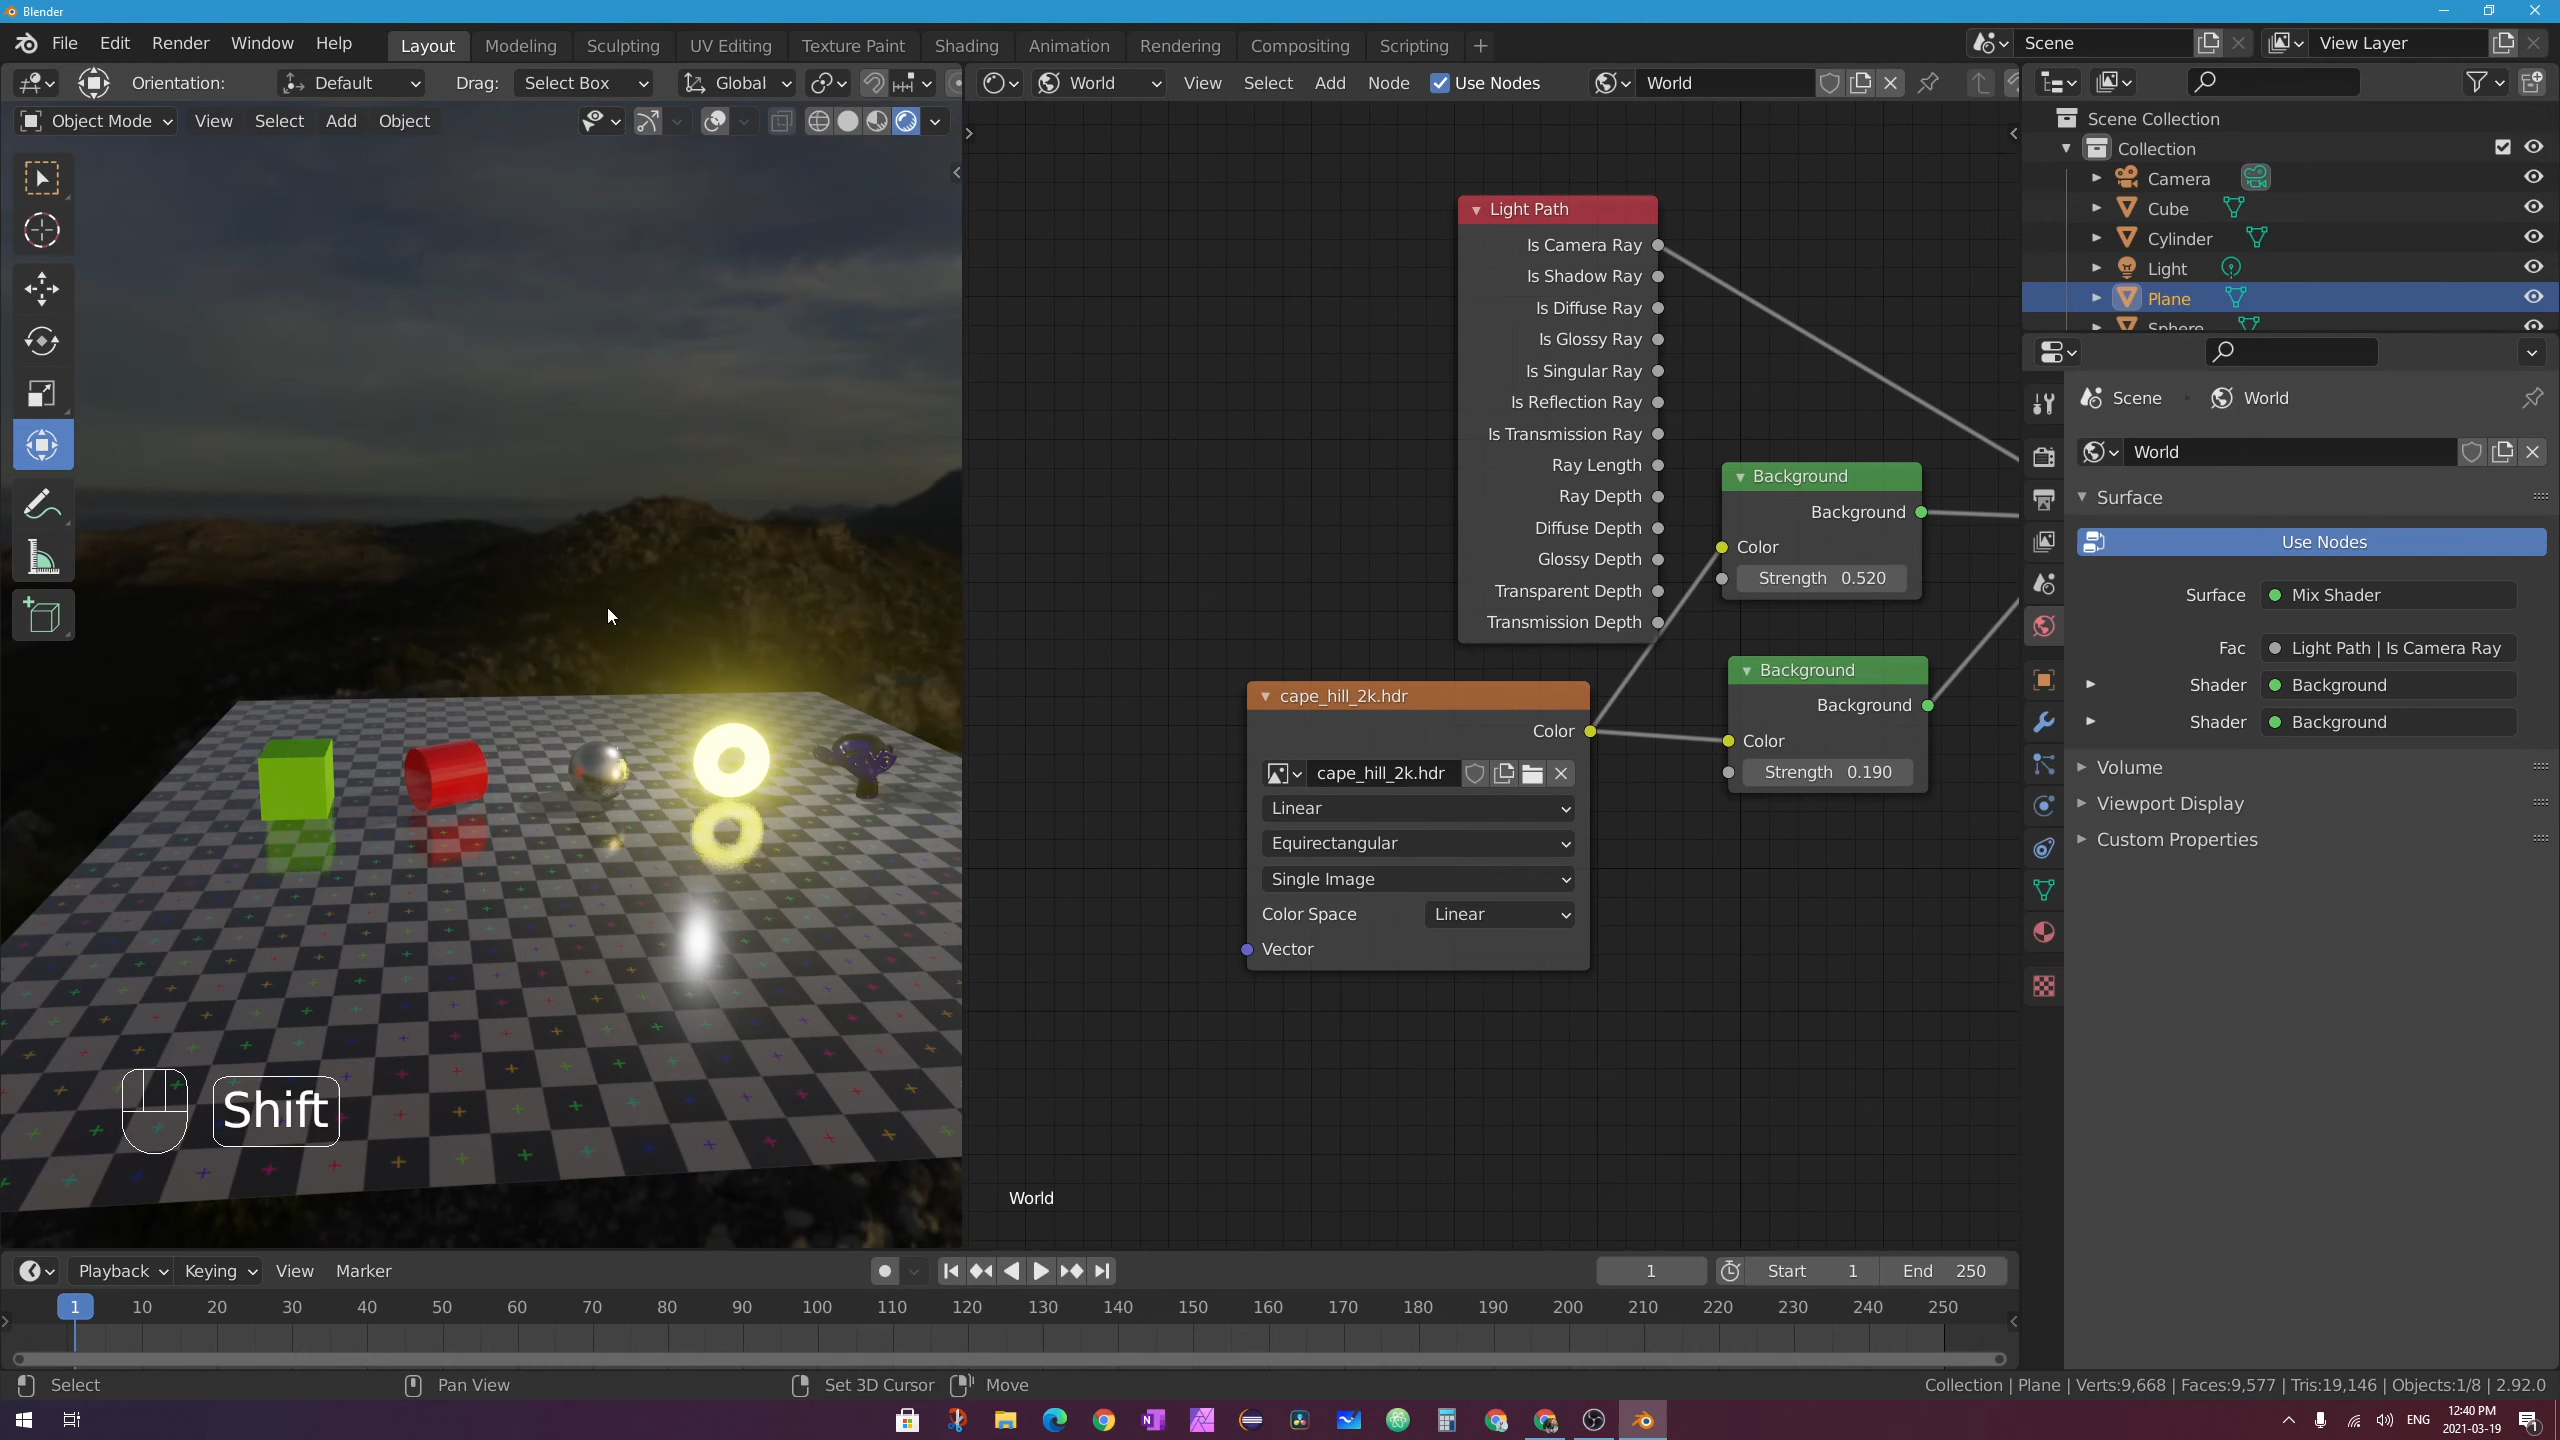 Blender
File Edit Render Window Help Layout Modeling Sculpting UV Editing Texture Paint Shading Animation Rendering Compositing Scripting + Scene View Layer
Orientation: Default Drag: Select Box Global World View Select Add Node Use Nodes World
Object Mode View Select Add Object
Scene Collection
Collection
Camera
Cube
Cylinder
Light
Plane
Sphere
Light Path
Is Camera Ray
Is Shadow Ray
Is Diffuse Ray
Is Glossy Ray
Is Singular Ray
Is Reflection Ray
Is Transmission Ray
Ray Length
Ray Depth
Diffuse Depth
Glossy Depth
Transparent Depth
Transmission Depth
Background
Background
Color
Strength 0.520
Background
Background
Color
Strength 0.190
cape_hill_2k.hdr
Color
cape_hill_2k.hdr
Linear
Equirectangular
Single Image
Color Space Linear
Vector
World
Scene World
World
Surface
Use Nodes
Surface Mix Shader
Fac Light Path | Is Camera Ray
Shader Background
Shader Background
Volume
Viewport Display
Custom Properties
Shift
Playback Keying View Marker 1 Start 1 End 250
1 10 20 30 40 50 60 70 80 90 100 110 120 130 140 150 160 170 180 190 200 210 220 230 240 250
Select Pan View Set 3D Cursor Move Collection | Plane | Verts:9,668 | Faces:9,577 | Tris:19,146 | Objects:1/8 | 2.92.0
ENG
12:40 PM
2021-03-19
1